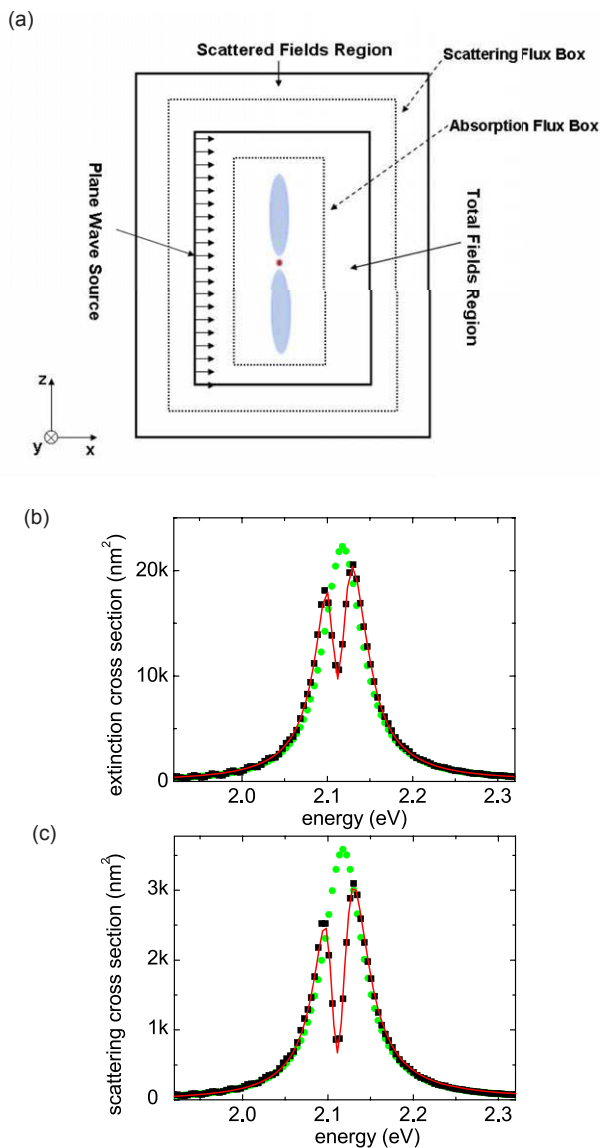 (a)
Scattered Fields Region
Scattering Flux Box
Absorption Flux Box
Plane Wave Source
Total Fields Region
z
y
x
(b)
extinction cross section (nm²)
20k
10k
0
2.0
2.1
2.2
2.3
energy (eV)
(c)
scattering cross section (nm²)
3k
2k
1k
0
2.0
2.1
2.2
2.3
energy (eV)